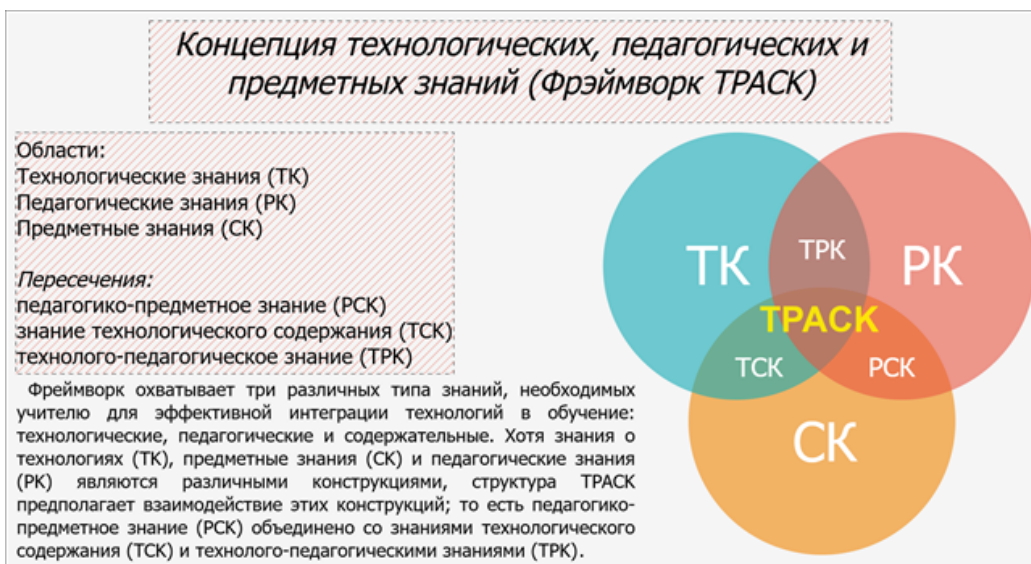 Концепция технологических, педагогических и
предметных знаний (Фрэймворк TPACK)
Области:
Технологические знания (ТК)
Педагогические знания (РК)
Предметные знания (СК)
Пересечения:
педагогико-предметное знание (РСК)
знание технологического содержания (ТСК)
технолого-педагогическое знание (ТРК)
Фреймворк охватывает три различных типа знаний, необходимых
учителю для эффективной интеграции технологий в обучение:
технологические, педагогические и содержательные. Хотя знания о
технологиях (ТК), предметные знания (СК) и педагогические знания
(РК) являются различными конструкциями, структура TPACK
предполагает взаимодействие этих конструкций; то есть педагогико-
предметное знание (РСК) объединено со знаниями технологического
содержания (ТСК) и технолого-педагогическими знаниями (ТРК).
ТК
ТРК
РК
TPACK
ТСК
РСК
СК